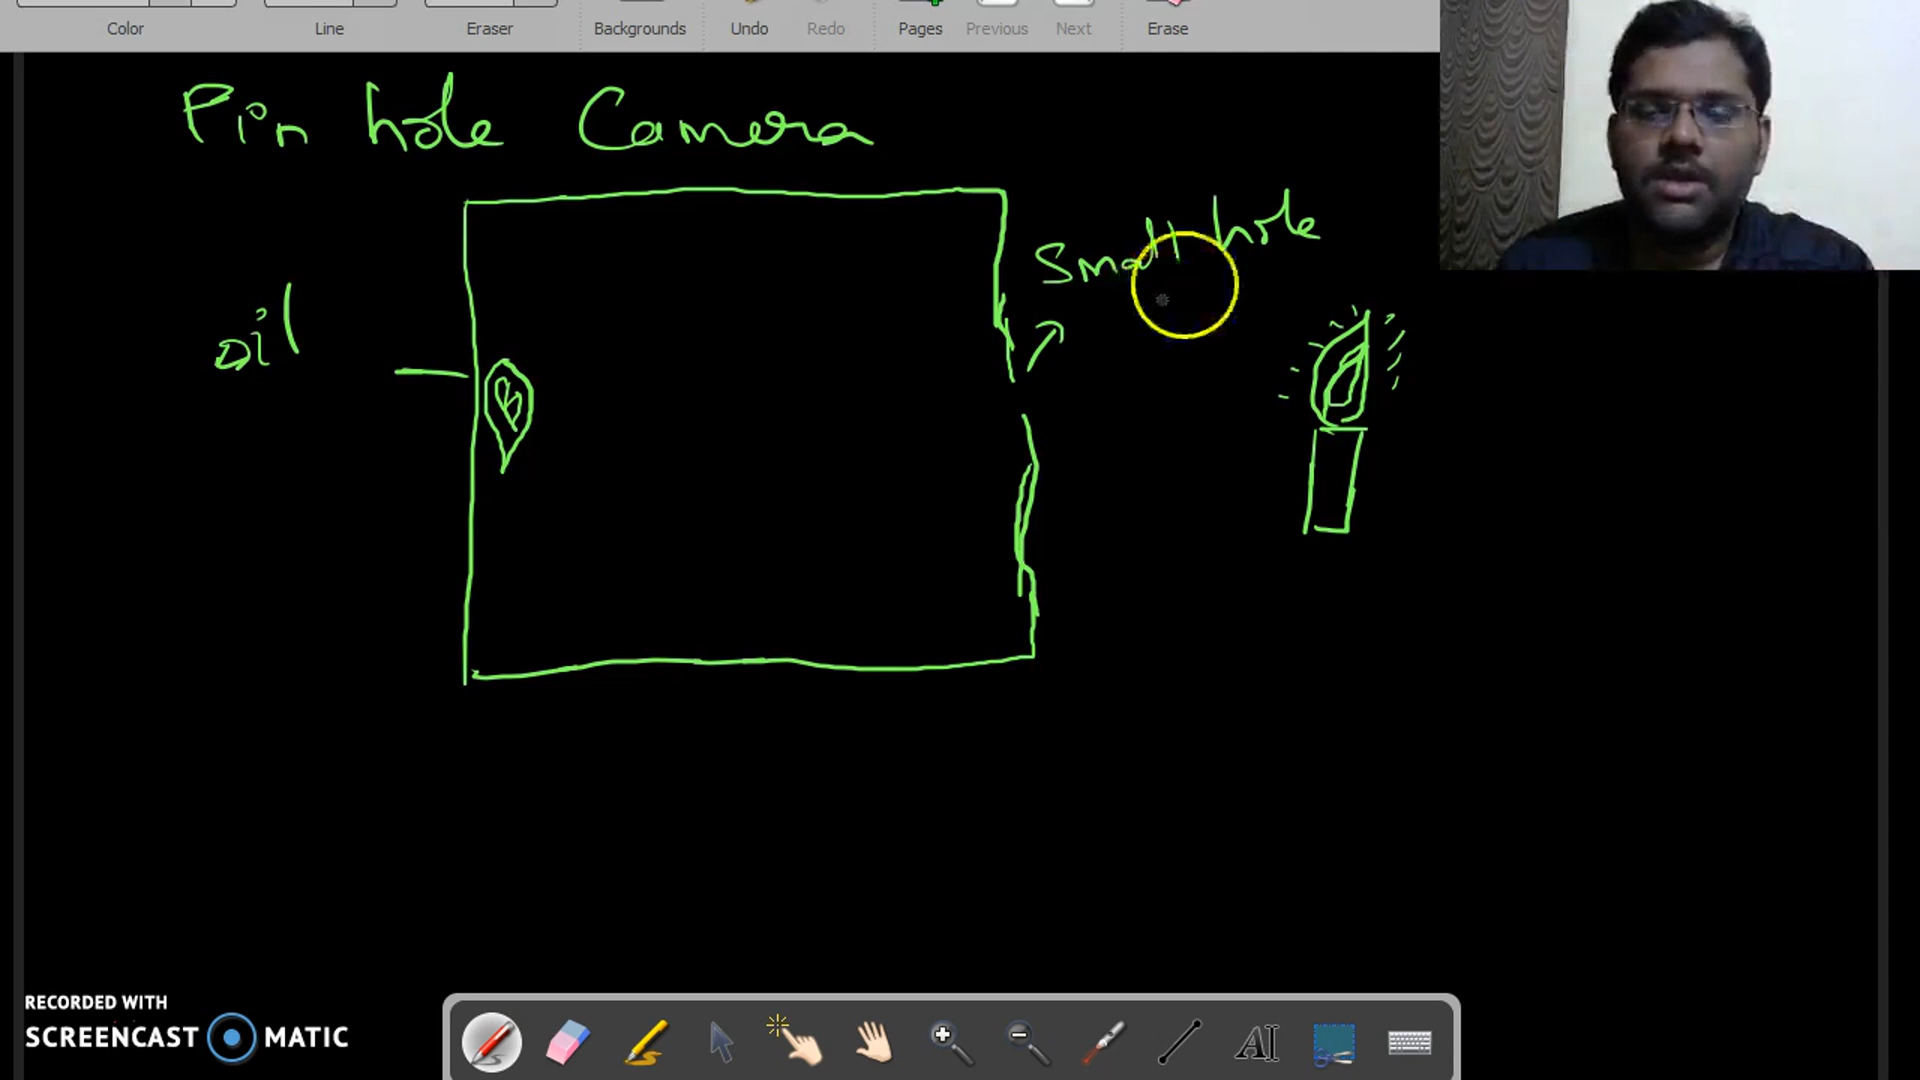 Color Line Eraser Backgrounds Undo Redo Pages Previous Next Erase
Pin hole Camera
Small hole
oil
RECORDED WITH
SCREENCAST MATIC
AI